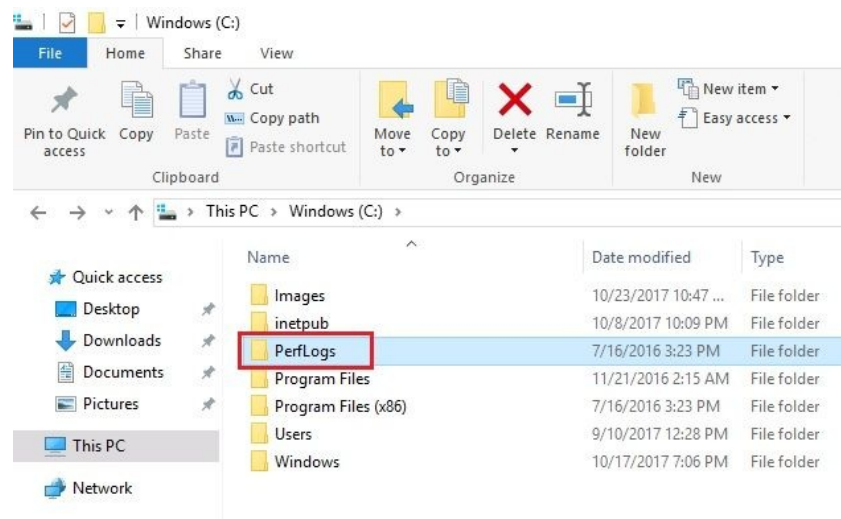 Windows (C:)
File Home Share View
Pin to Quick access
Copy
Paste
Cut
Copy path
Paste shortcut
Move to
Copy to
Delete
Rename
New folder
New item
Easy access
Clipboard Organize New
This PC > Windows (C:) >
Quick access
Desktop
Downloads
Documents
Pictures
This PC
Network
Name Date modified Type
Images 10/23/2017 10:47 ... File folder
inetpub 10/8/2017 10:09 PM File folder
PerfLogs 7/16/2016 3:23 PM File folder
Program Files 11/21/2016 2:15 AM File folder
Program Files (x86) 7/16/2016 3:23 PM File folder
Users 9/10/2017 12:28 PM File folder
Windows 10/17/2017 7:06 PM File folder